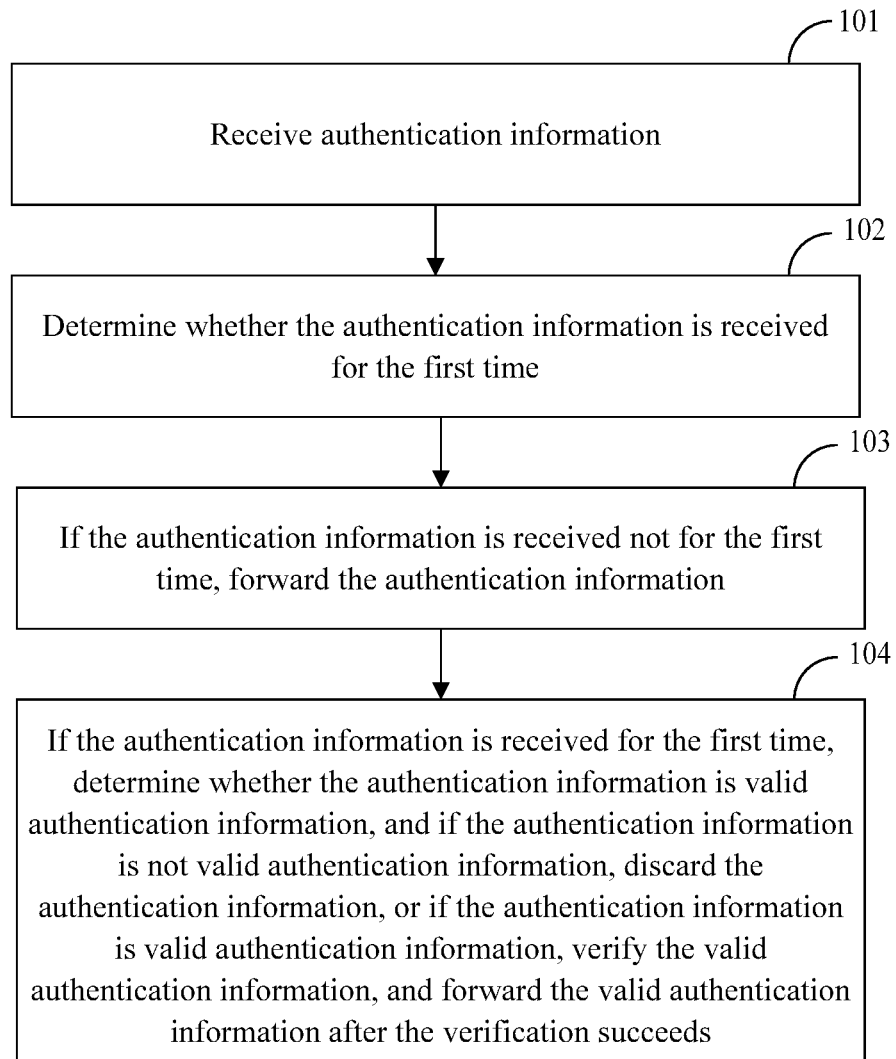 101
Receive authentication information
102
Determine whether the authentication information is received
for the first time
103
If the authentication information is received not for the first
time, forward the authentication information
104
If the authentication information is received for the first time,
determine whether the authentication information is valid
authentication information, and if the authentication information
is not valid authentication information, discard the
authentication information, or if the authentication information
is valid authentication information, verify the valid
authentication information, and forward the valid authentication
information after the verification succeeds